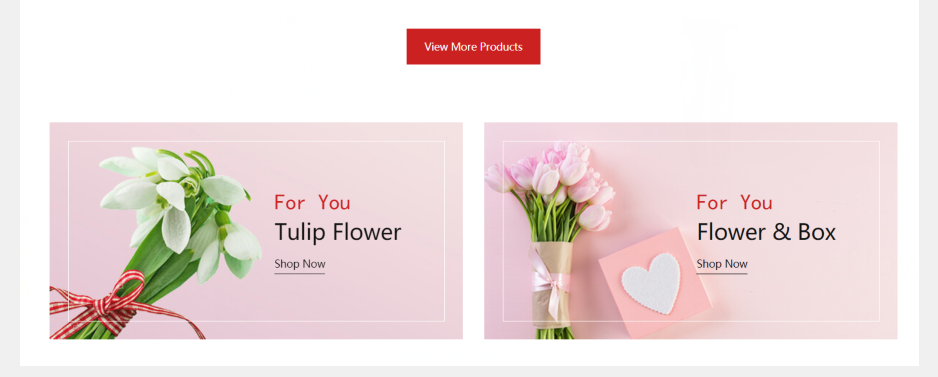 View More Products
For You
Tulip Flower
Shop Now
For You
Flower & Box
Shop Now